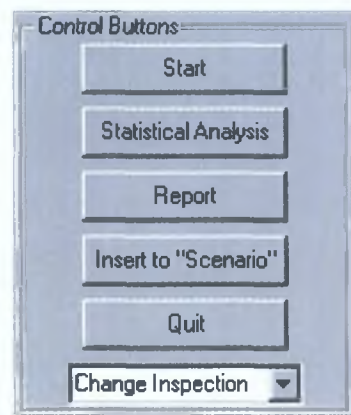 Control Buttons
Start
Statistical Analysis
Report
Insert to "Scenario"
Quit
Change Inspection